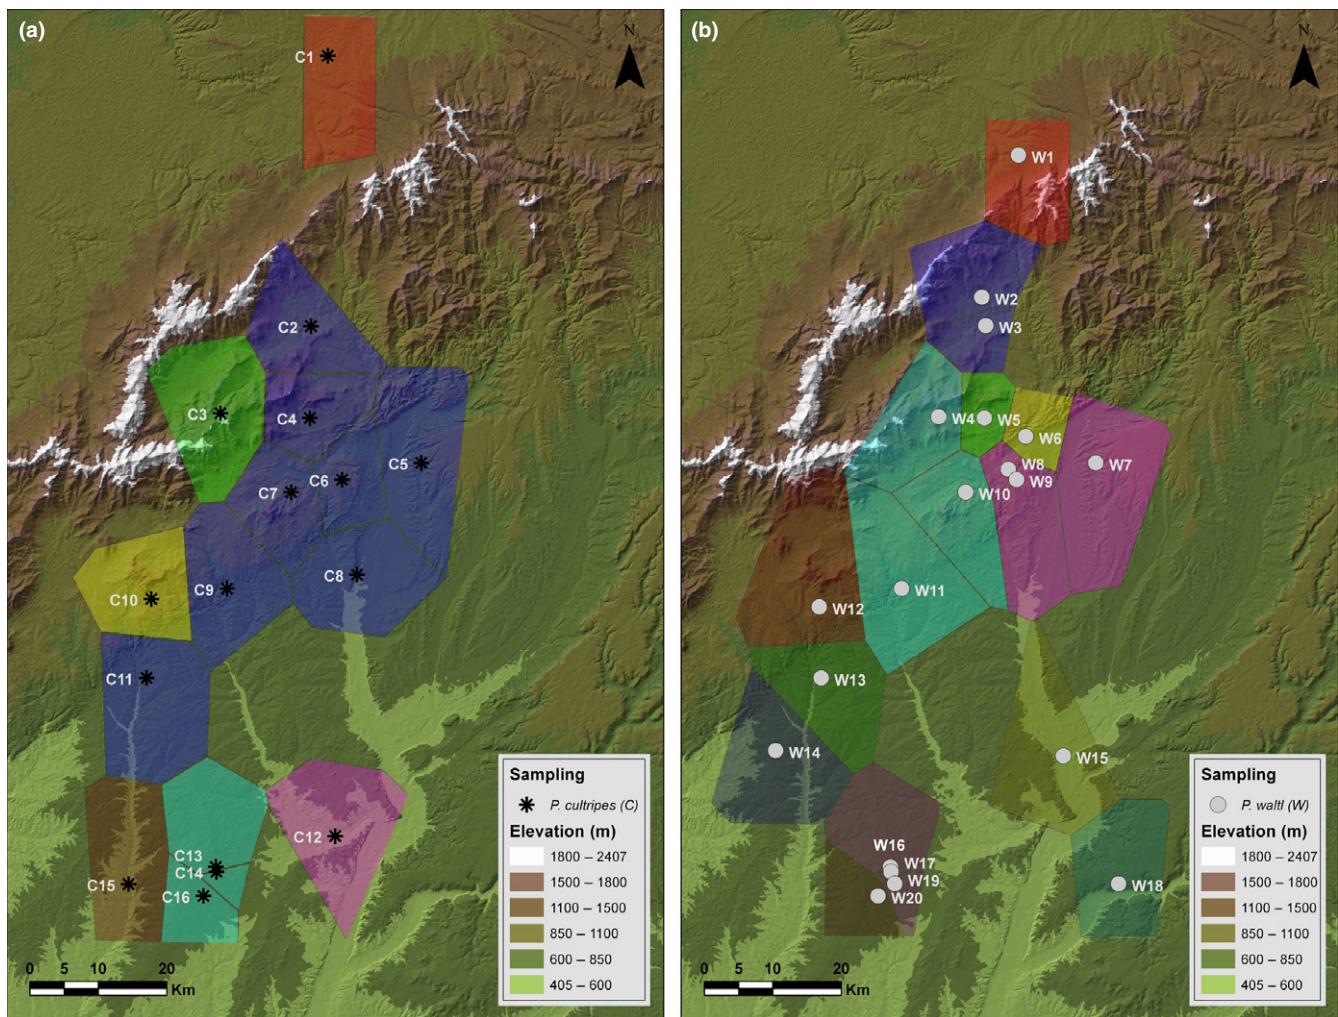 (a)
N
C1
C2
C3
C4
C5
C6
C7
C8
C9
C10
C11
C12
C13
C14
C15
C16
0 5 10 20
Km
Sampling
P. cultripes (C)
Elevation (m)
1800 – 2407
1500 – 1800
1100 – 1500
850 – 1100
600 – 850
405 – 600
(b)
N
W1
W2
W3
W4
W5
W6
W7
W8
W9
W10
W11
W12
W13
W14
W15
W16
W17
W18
W19
W20
0 5 10 20
Km
Sampling
P. waltl (W)
Elevation (m)
1800 – 2407
1500 – 1800
1100 – 1500
850 – 1100
600 – 850
405 – 600